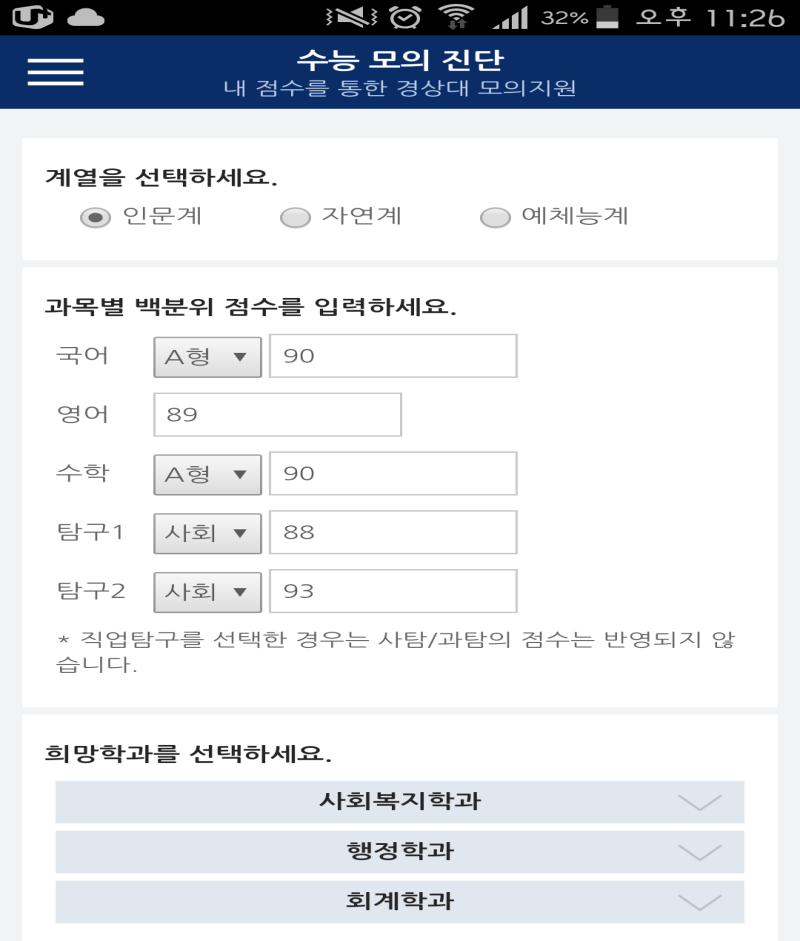 32% 오후 11:26
수능 모의 진단
내 점수를 통한 경상대 모의지원
계열을 선택하세요.
인문계 자연계 예체능계
과목별 백분위 점수를 입력하세요.
국어 A형 90
영어 89
수학 A형 90
탐구1 사회 88
탐구2 사회 93
* 직업탐구를 선택한 경우는 사탐/과탐의 점수는 반영되지 않
습니다.
희망학과를 선택하세요.
사회복지학과
행정학과
회계학과